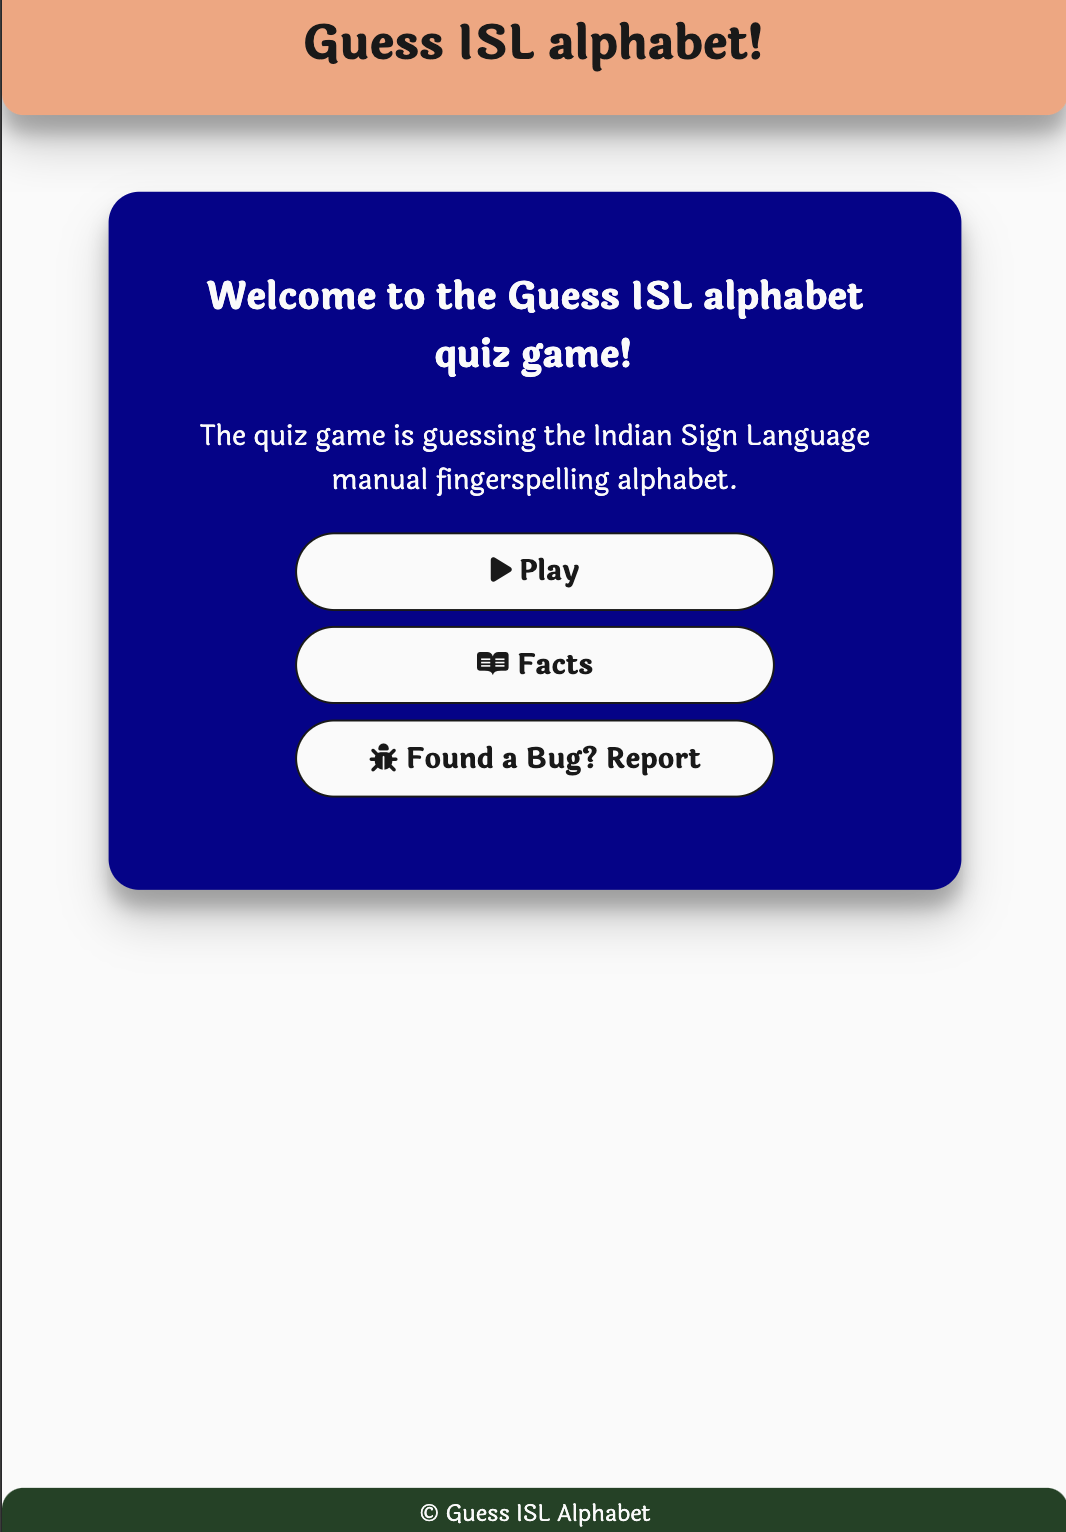 Guess ISL alphabet!
Welcome to the Guess ISL alphabet
quiz game!
The quiz game is guessing the Indian Sign Language
manual fingerspelling alphabet.
Play
Facts
Found a Bug? Report
© Guess ISL Alphabet